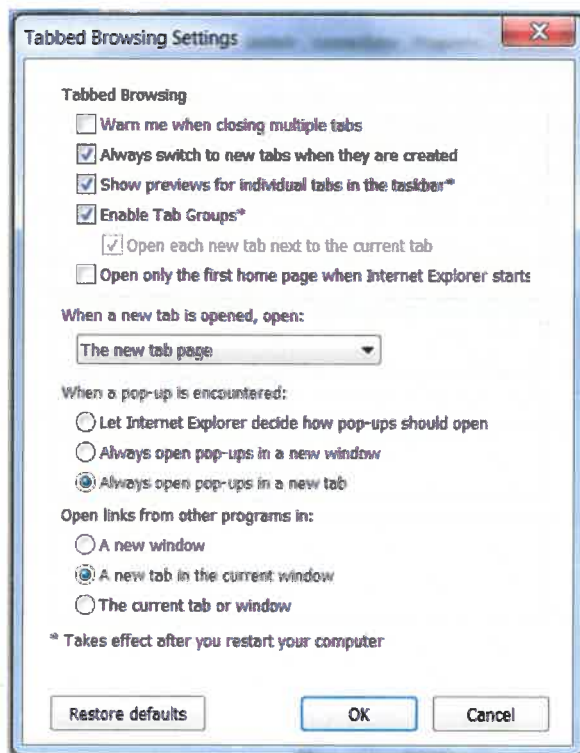 Tabbed Browsing Settings
Tabbed Browsing
Warn me when closing multiple tabs
Always switch to new tabs when they are created
Show previews for individual tabs in the taskbar*
Enable Tab Groups*
Open each new tab next to the current tab
Open only the first home page when Internet Explorer starts
When a new tab is opened, open:
The new tab page
When a pop-up is encountered:
Let Internet Explorer decide how pop-ups should open
Always open pop-ups in a new window
Always open pop-ups in a new tab
Open links from other programs in:
A new window
A new tab in the current window
The current tab or window
* Takes effect after you restart your computer
Restore defaults OK Cancel